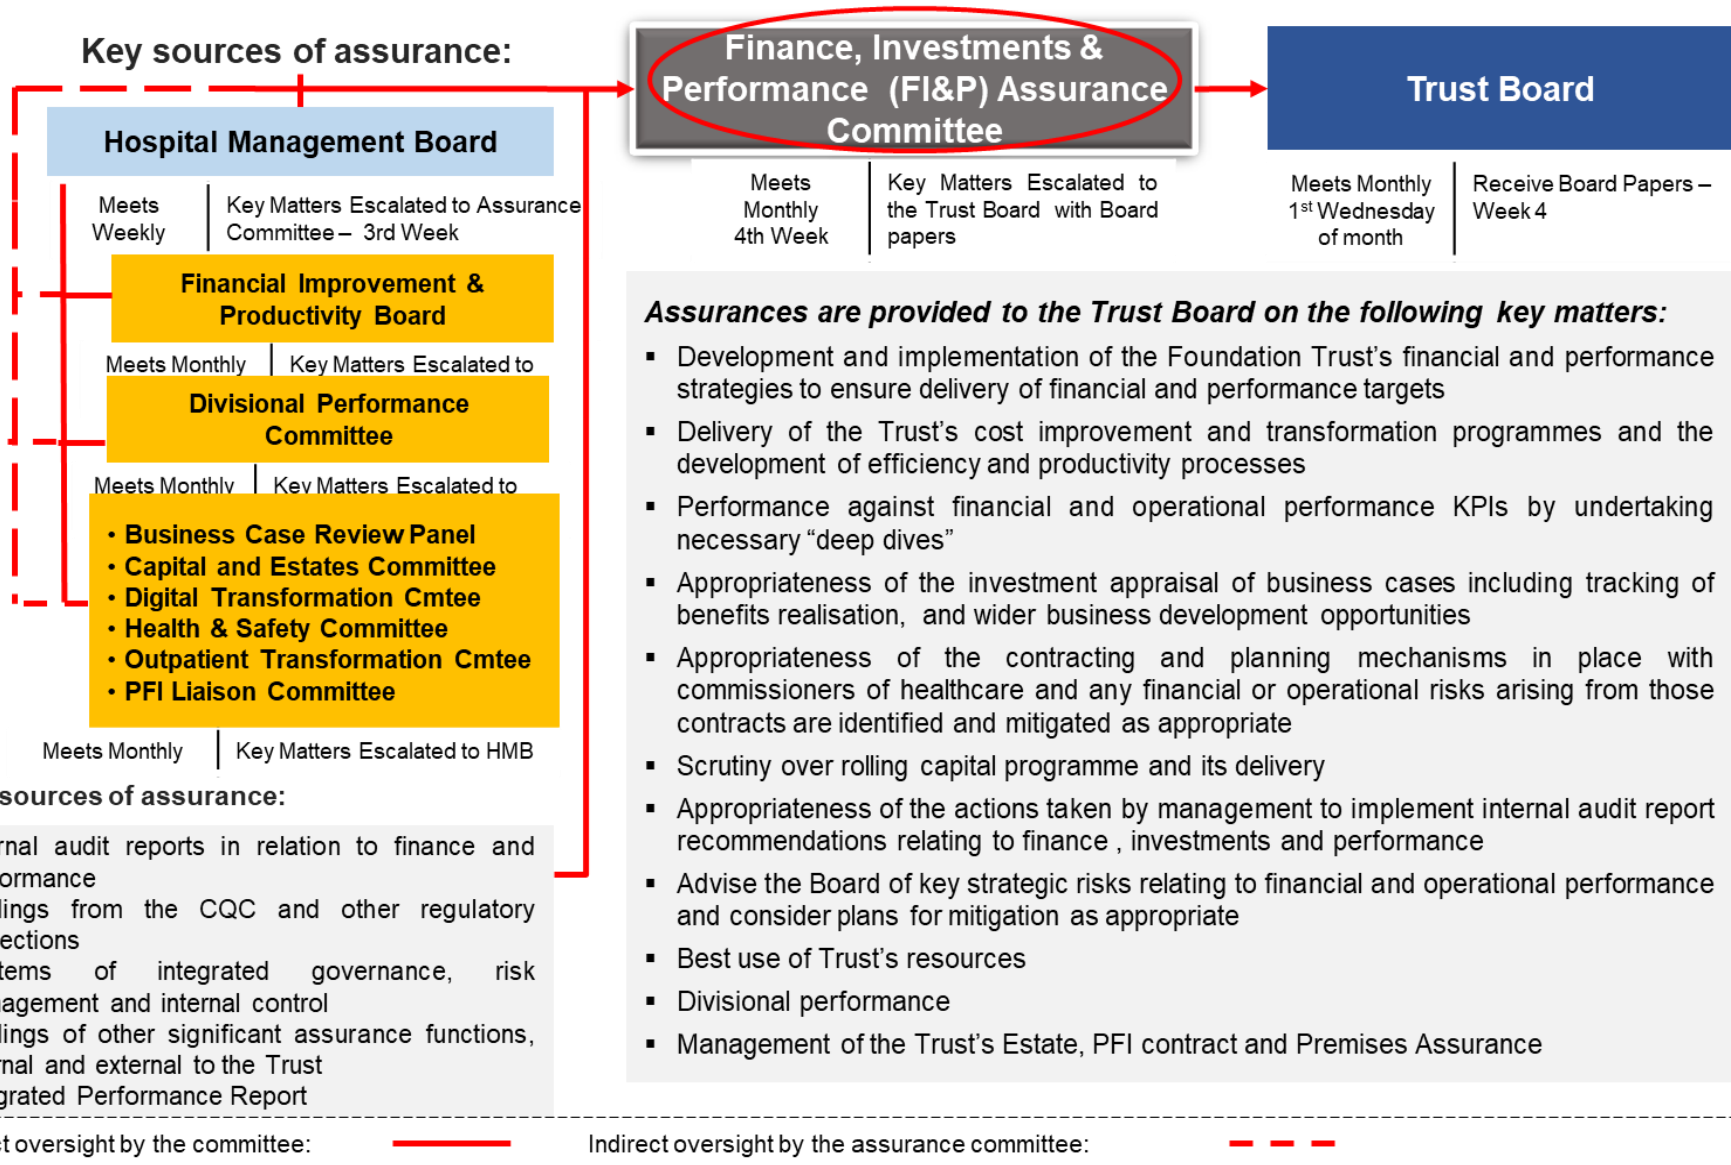 Key sources of assurance:
Hospital Management Board
Meets
Weekly
Key Matters Escalated to Assurance
Committee – 3rd Week
Financial Improvement &
Productivity Board
Meets Monthly
Key Matters Escalated to
Divisional Performance
Committee
Meets Monthly
Key Matters Escalated to
• Business Case Review Panel
• Capital and Estates Committee
• Digital Transformation Cmtee
• Health & Safety Committee
• Outpatient Transformation Cmtee
• PFI Liaison Committee
Meets Monthly
Key Matters Escalated to HMB
sources of assurance:
rnal audit reports in relation to finance and
ormance
lings from the CQC and other regulatory
ections
tems of integrated governance, risk
nagement and internal control
lings of other significant assurance functions,
rnal and external to the Trust
grated Performance Report
Finance, Investments &
Performance (FI&P) Assurance
Committee
Meets
Monthly
4th Week
Key Matters Escalated to
the Trust Board with Board
papers
Trust Board
Meets Monthly
1st Wednesday
of month
Receive Board Papers –
Week 4
Assurances are provided to the Trust Board on the following key matters:
▪ Development and implementation of the Foundation Trust’s financial and performance
strategies to ensure delivery of financial and performance targets
▪ Delivery of the Trust’s cost improvement and transformation programmes and the
development of efficiency and productivity processes
▪ Performance against financial and operational performance KPIs by undertaking
necessary “deep dives”
▪ Appropriateness of the investment appraisal of business cases including tracking of
benefits realisation, and wider business development opportunities
▪ Appropriateness of the contracting and planning mechanisms in place with
commissioners of healthcare and any financial or operational risks arising from those
contracts are identified and mitigated as appropriate
▪ Scrutiny over rolling capital programme and its delivery
▪ Appropriateness of the actions taken by management to implement internal audit report
recommendations relating to finance , investments and performance
▪ Advise the Board of key strategic risks relating to financial and operational performance
and consider plans for mitigation as appropriate
▪ Best use of Trust’s resources
▪ Divisional performance
▪ Management of the Trust’s Estate, PFI contract and Premises Assurance
ct oversight by the committee:
Indirect oversight by the assurance committee: